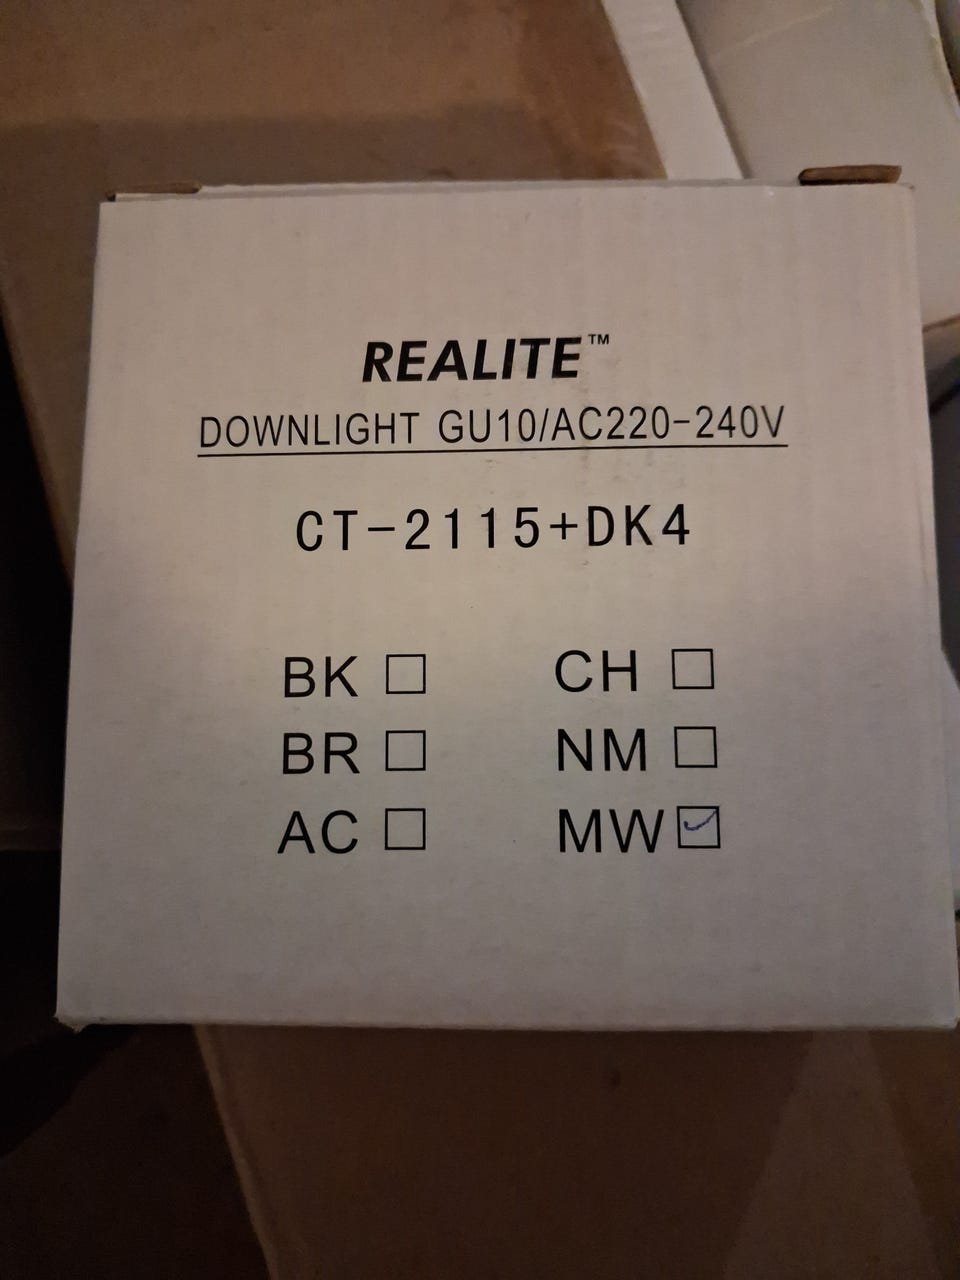 REALITE™
DOWNLIGHT GU10/AC220-240V
CT-2115+DK4
BK ☐ CH ☐
BR ☐ NM ☐
AC ☐ MW ☑